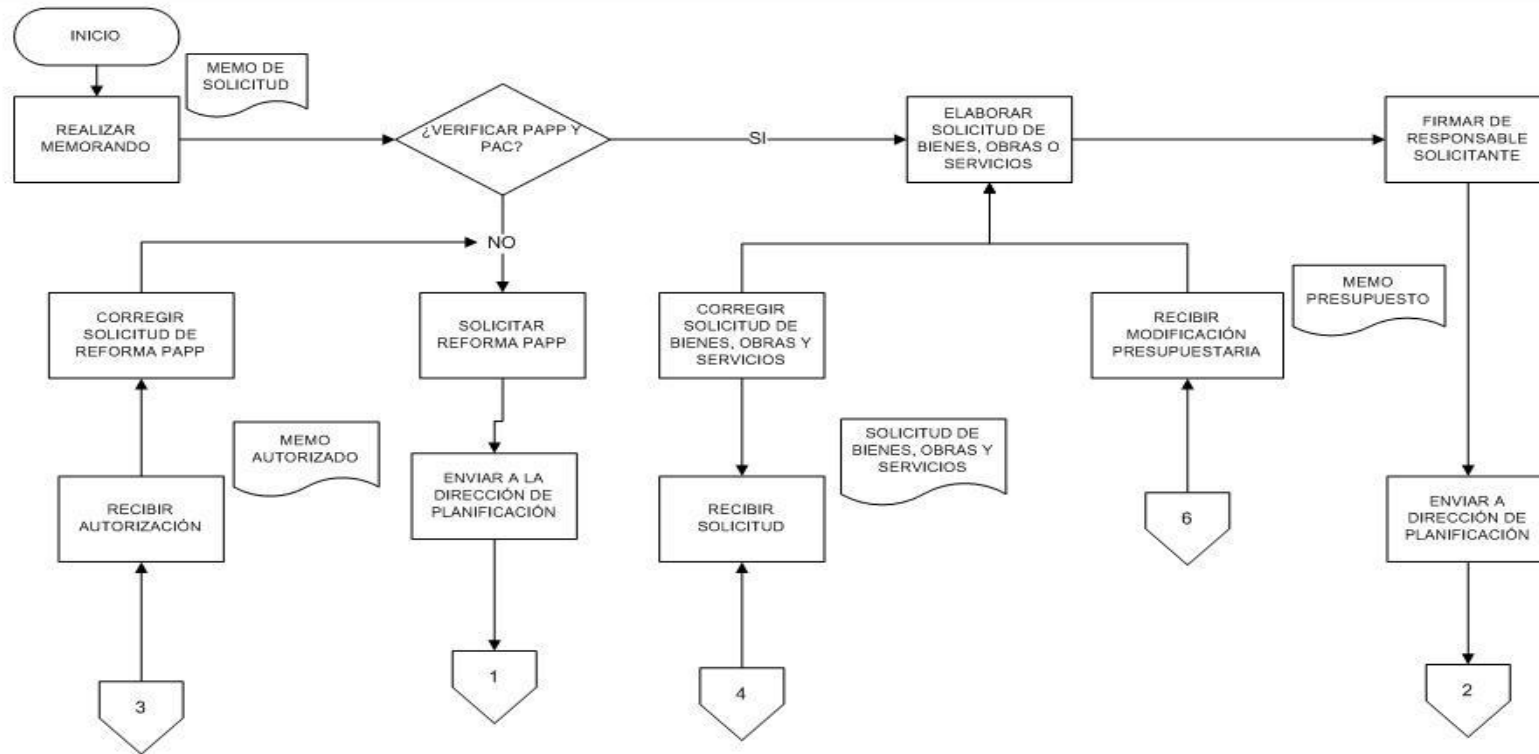 INICIO
MEMO DE
SOLICITUD
REALIZAR
MEMORANDO
¿VERIFICAR PAPP Y
PAC?
SI
ELABORAR
SOLICITUD DE
BIENES, OBRAS O
SERVICIOS
FIRMAR DE
RESPONSABLE
SOLICITANTE
NO
CORREGIR
SOLICITUD DE
REFORMA PAPP
SOLICITAR
REFORMA PAPP
CORREGIR
SOLICITUD DE
BIENES, OBRAS Y
SERVICIOS
RECIBIR
MODIFICACIÓN
PRESUPUESTARIA
MEMO
PRESUPUESTO
MEMO
AUTORIZADO
SOLICITUD DE
BIENES, OBRAS Y
SERVICIOS
RECIBIR
AUTORIZACIÓN
ENVIAR A LA
DIRECCIÓN DE
PLANIFICACIÓN
RECIBIR
SOLICITUD
6
ENVIAR A
DIRECCIÓN DE
PLANIFICACIÓN
3
1
4
2